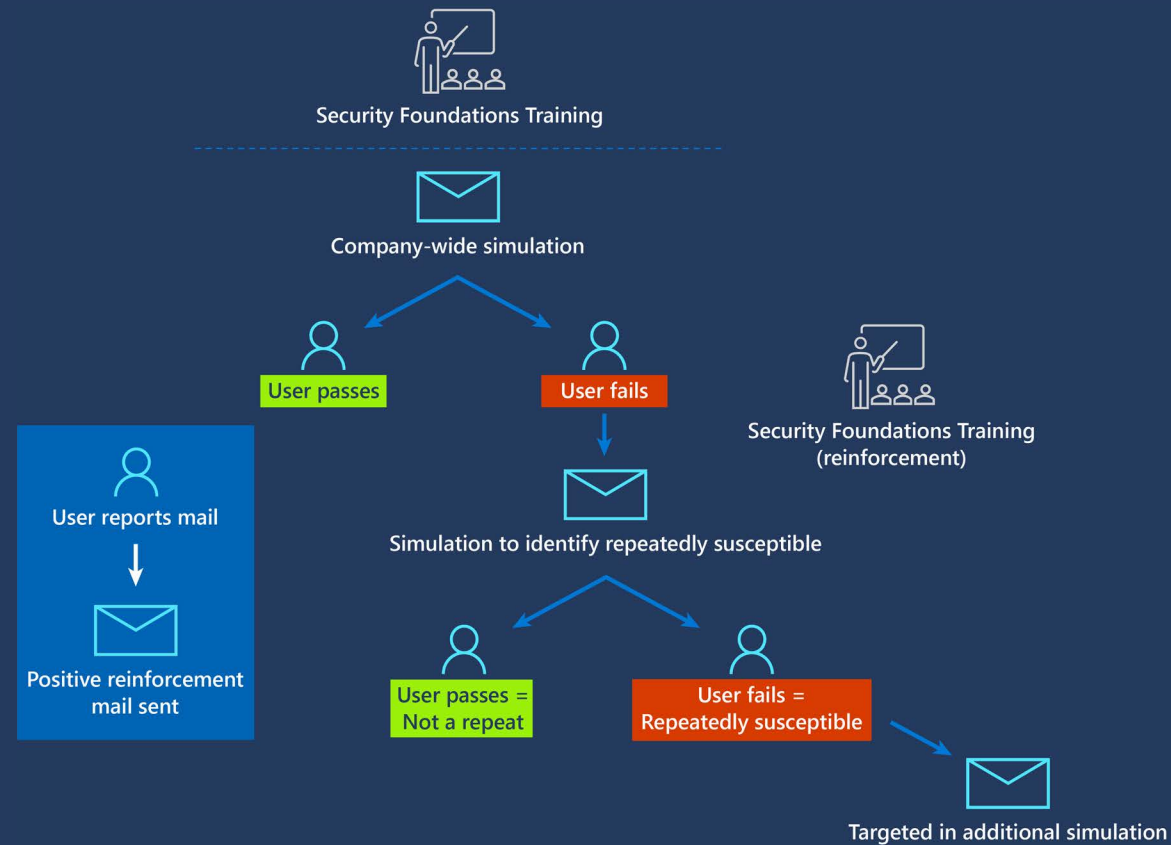 Security Foundations Training
Company-wide simulation
User passes
User fails
Security Foundations Training
(reinforcement)
User reports mail
Simulation to identify repeatedly susceptible
Positive reinforcement
mail sent
User passes =
Not a repeat
User fails =
Repeatedly susceptible
Targeted in additional simulation